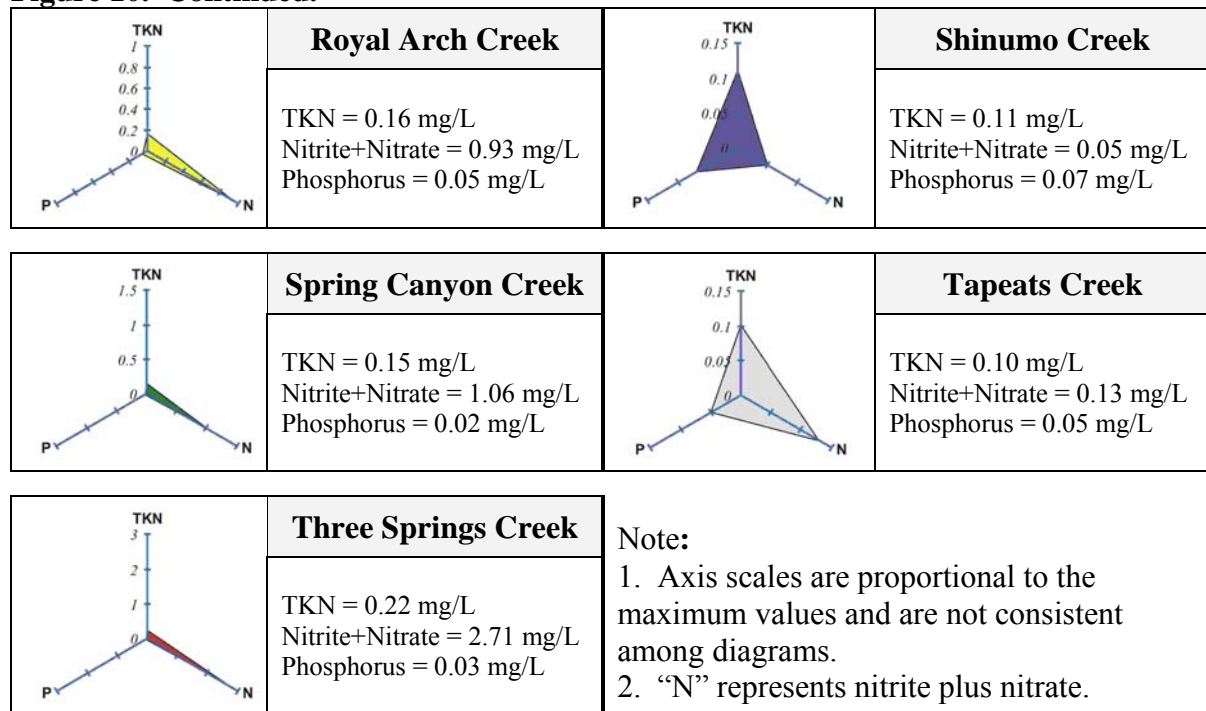 Figure 10. Continued.
TKN
1
0.8
0.6
0.4
0.2
0
P
N
Royal Arch Creek
TKN = 0.16 mg/L
Nitrite+Nitrate = 0.93 mg/L
Phosphorus = 0.05 mg/L
TKN
0.15
0.1
0.05
0
P
N
Shinumo Creek
TKN = 0.11 mg/L
Nitrite+Nitrate = 0.05 mg/L
Phosphorus = 0.07 mg/L
TKN
1.5
1
0.5
0
P
N
Spring Canyon Creek
TKN = 0.15 mg/L
Nitrite+Nitrate = 1.06 mg/L
Phosphorus = 0.02 mg/L
TKN
0.15
0.1
0.05
0
P
N
Tapeats Creek
TKN = 0.10 mg/L
Nitrite+Nitrate = 0.13 mg/L
Phosphorus = 0.05 mg/L
TKN
3
2
1
0
P
N
Three Springs Creek
TKN = 0.22 mg/L
Nitrite+Nitrate = 2.71 mg/L
Phosphorus = 0.03 mg/L
Note:
1. Axis scales are proportional to the
maximum values and are not consistent
among diagrams.
2. “N” represents nitrite plus nitrate.